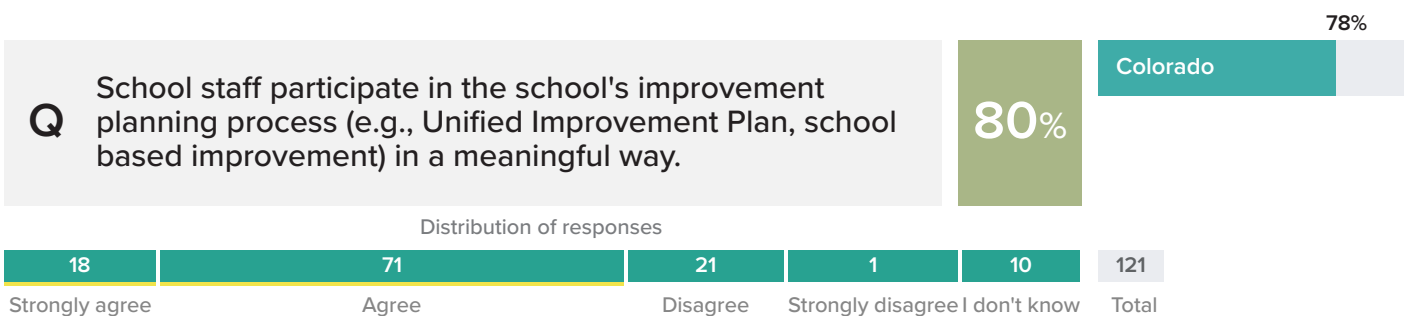 78%
Q
School staff participate in the school's improvement
planning process (e.g., Unified Improvement Plan, school
based improvement) in a meaningful way.
80%
Colorado
Distribution of responses
18 71 21 1 10 121
Strongly agree Agree Disagree Strongly disagree I don't know Total